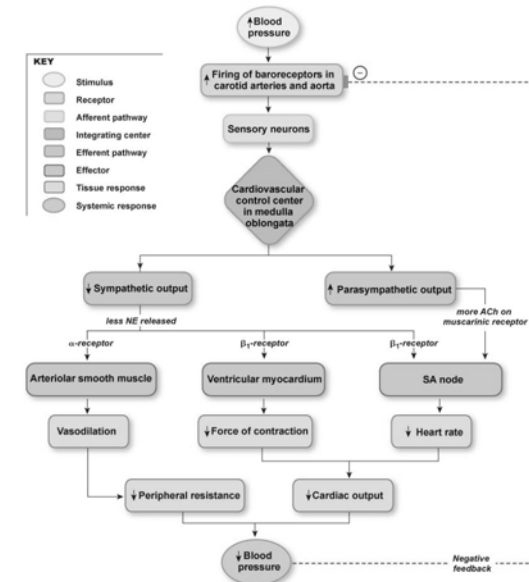 ↑Blood
pressure
KEY
Stimulus
Receptor
Afferent pathway
Integrating center
Efferent pathway
Effector
Tissue response
Systemic response
↑ Firing of baroreceptors in
carotid arteries and aorta
−
Sensory neurons
Cardiovascular
control center
in medulla
oblongata
↓ Sympathetic output
↑ Parasympathetic output
less NE released
more ACh on
muscarinic receptor
α-receptor
β₁-receptor
β₁-receptor
Arteriolar smooth muscle
Ventricular myocardium
SA node
Vasodilation
↓ Force of contraction
↓ Heart rate
↓ Peripheral resistance
↓ Cardiac output
↓ Blood
pressure
Negative
feedback